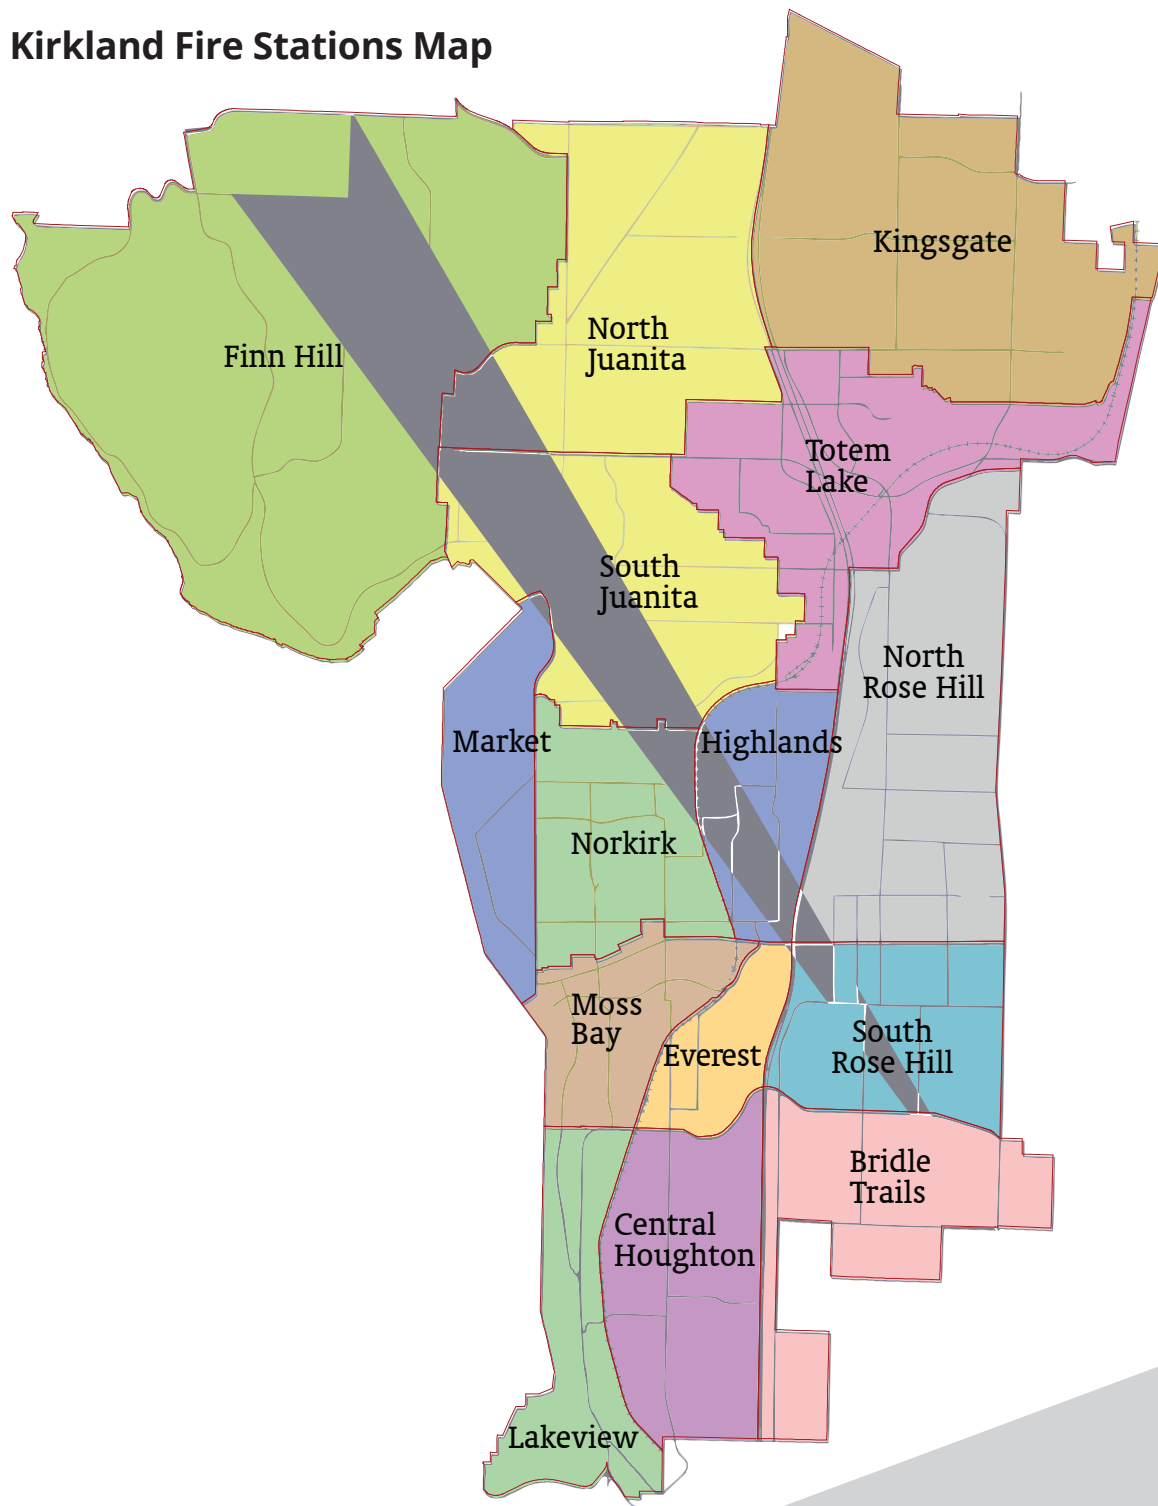 Kirkland Fire Stations Map
Kingsgate
North
Juanita
Finn Hill
Totem
Lake
South
Juanita
North
Rose Hill
Market
Highlands
Norkirk
Moss
Bay
Everest
South
Rose Hill
Bridle
Trails
Central
Houghton
Lakeview